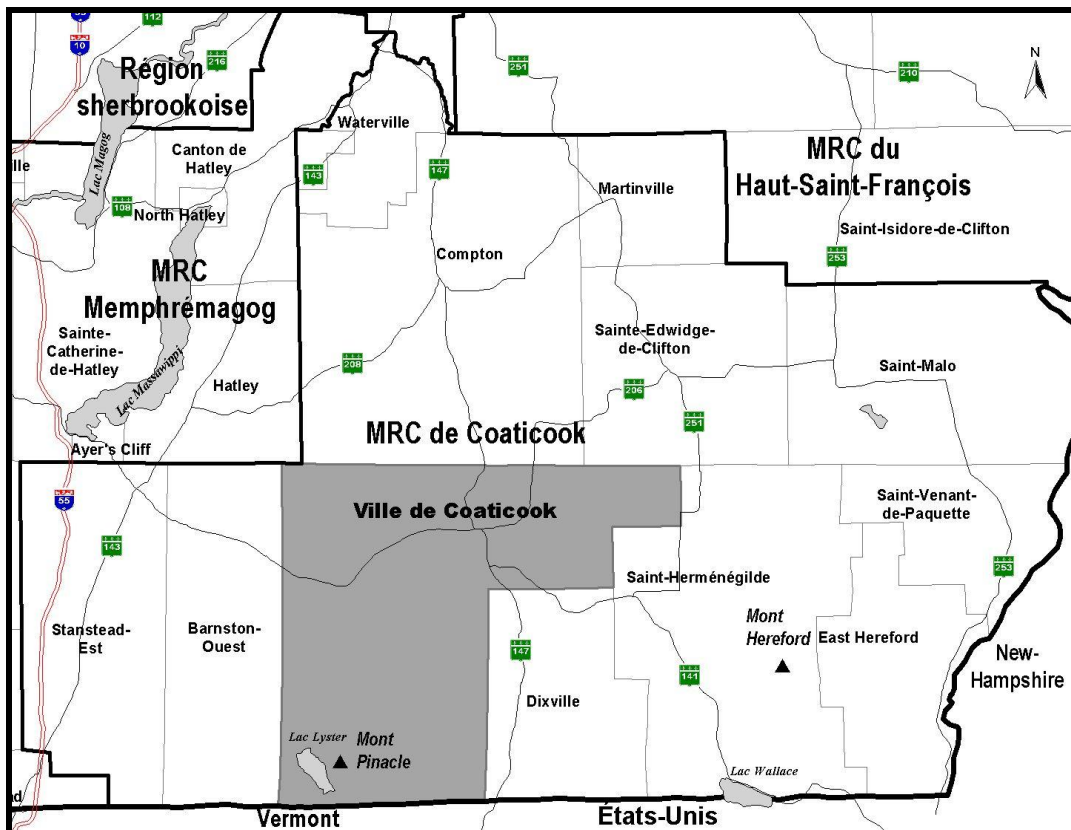 112
10
216
251
210
N
Région
sherbrookoise
Waterville
Canton de
Hatley
143
147
MRC du
Haut-Saint-François
Lac Magog
108
North Hatley
Martinville
Saint-Isidore-de-Clifton
253
Compton
MRC
Memphrémagog
Sainte-
Catherine-
de-Hatley
Sainte-Edwidge-
de-Clifton
208
Saint-Malo
Hatley
Lac Massawippi
206
251
MRC de Coaticook
Ayer's Cliff
55
Ville de Coaticook
Saint-Venant-
de-Paquette
143
253
Saint-Herménégilde
Stanstead-
Est
Barnston-
Ouest
Mont
Hereford
East Hereford
147
141
New-
Hampshire
Dixville
Lac Lyster
Mont
Pinacle
Lac Wallace
Vermont
États-Unis